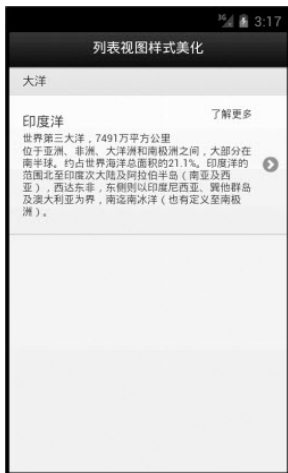 3G 3:17
列表视图样式美化
大洋
印度洋
了解更多
世界第三大洋，7491万平方公里
位于亚洲、非洲、大洋洲和南极洲之间，大部分在
南半球。约占世界海洋总面积的21.1%。印度洋的
范围北至印度次大陆及阿拉伯半岛（南亚及西
亚），西达东非，东侧则以印度尼西亚、巽他群岛
及澳大利亚为界，南迄南冰洋（也有定义至南极
洲）。